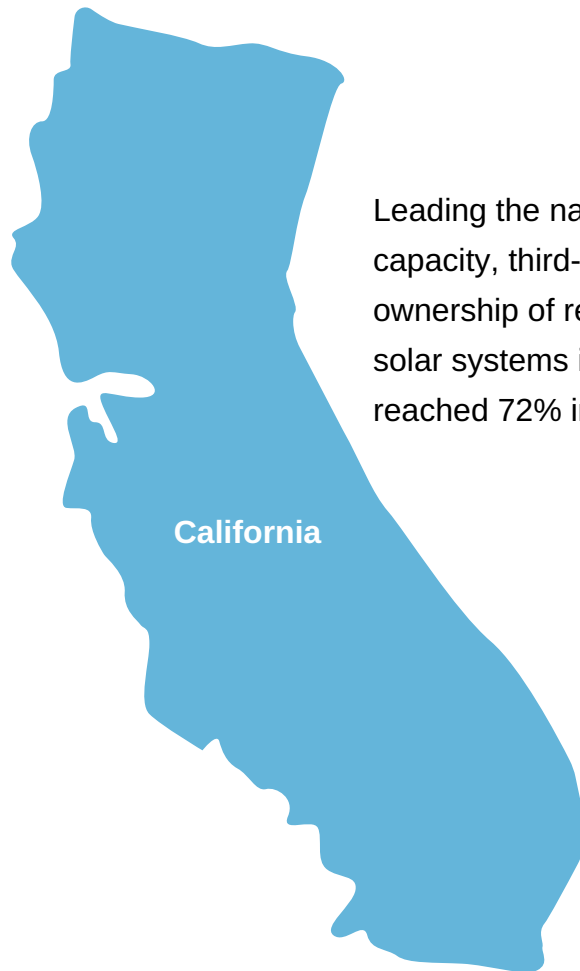 Leading the na
capacity, third-
ownership of re
solar systems i
reached 72% i
California